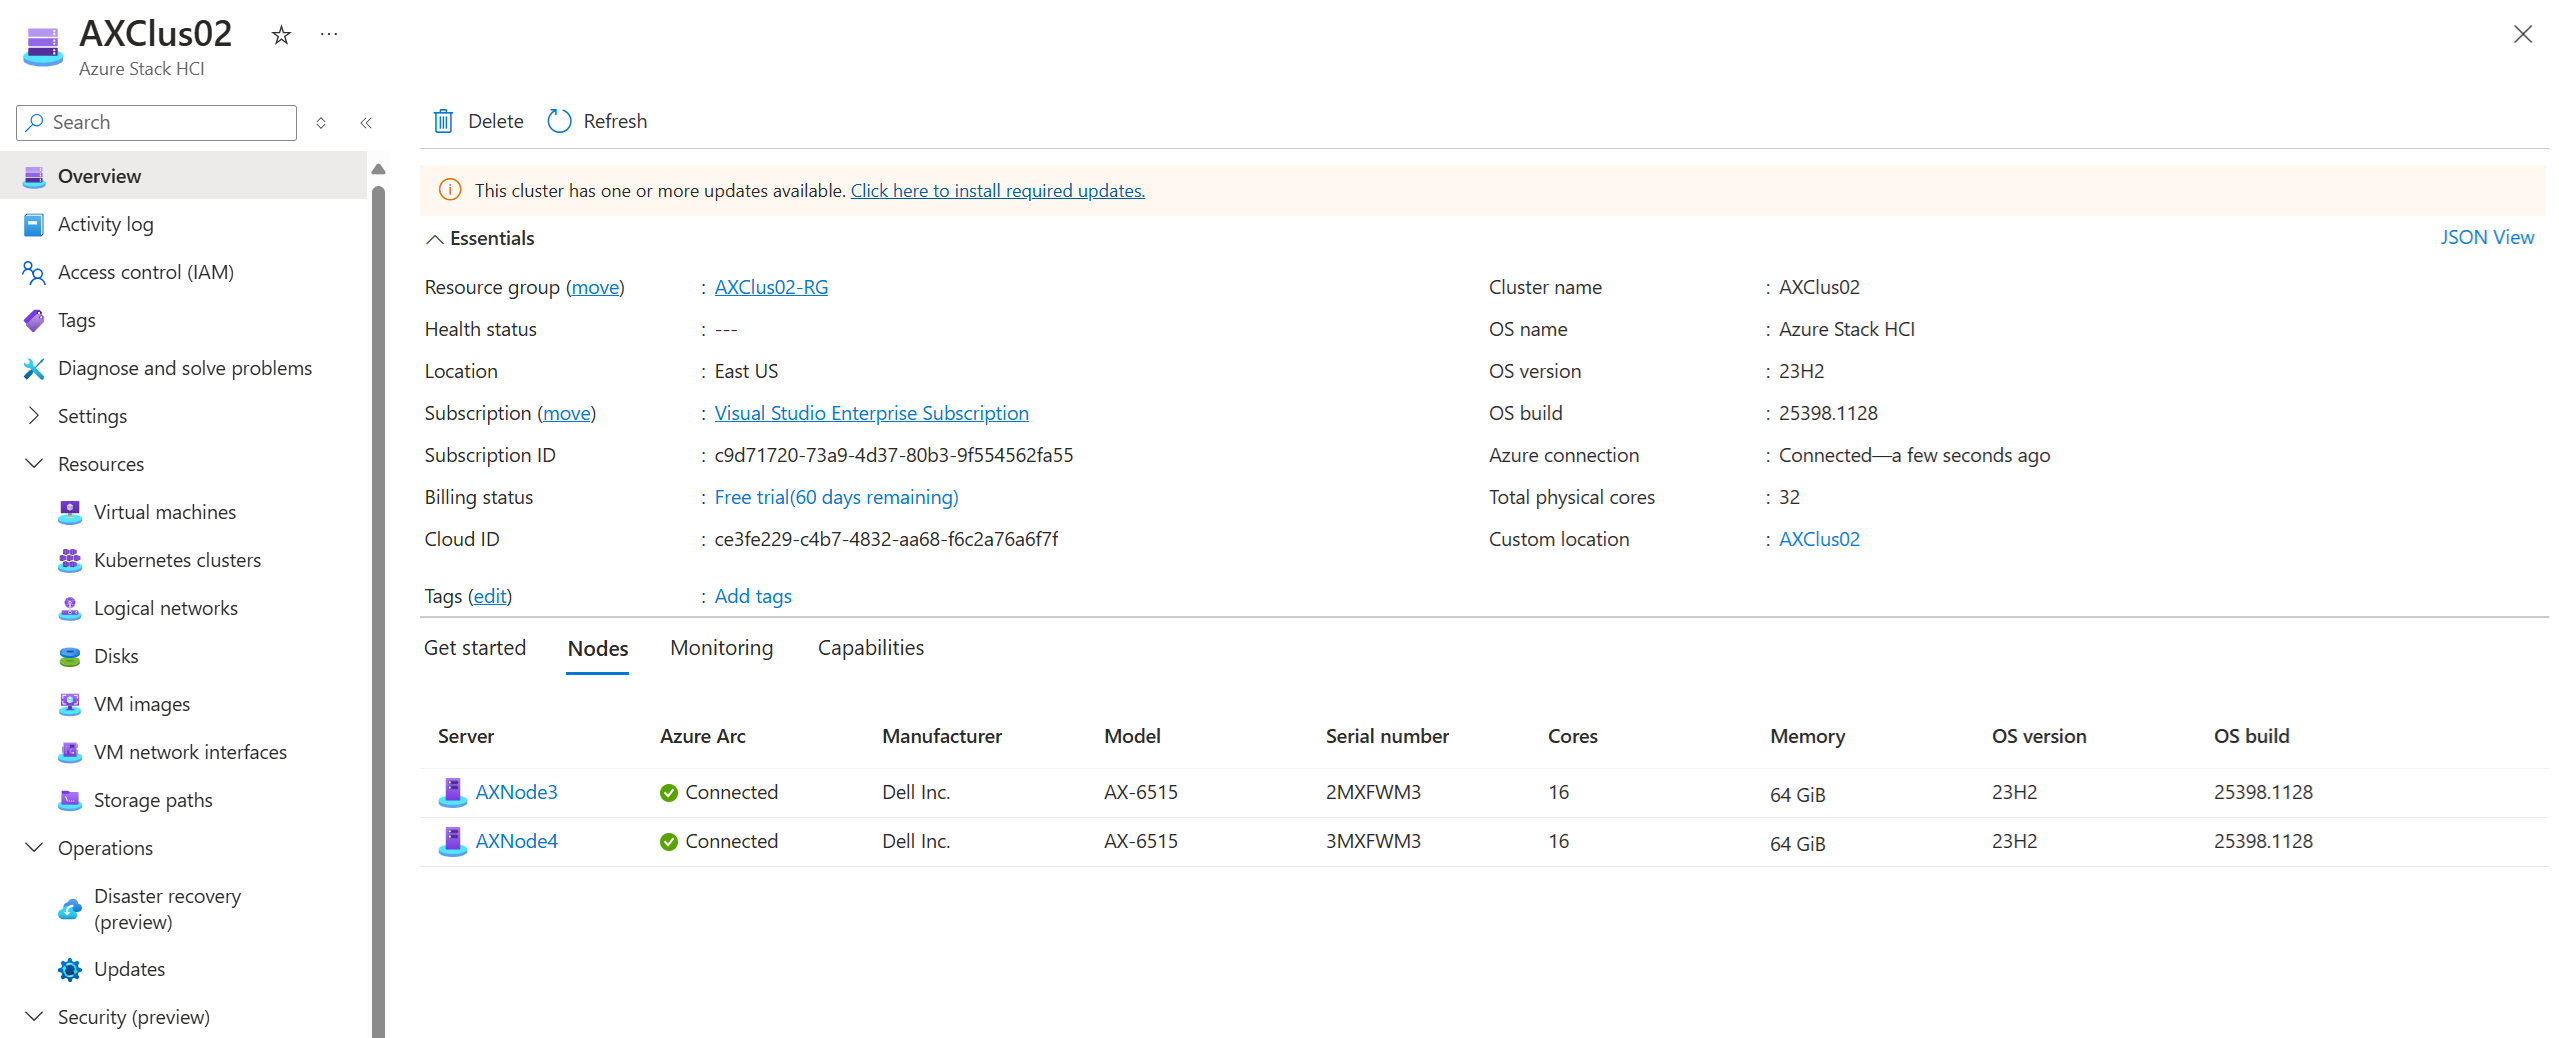 AXClus02
Azure Stack HCI
Search
Overview
Activity log
Access control (IAM)
Tags
Diagnose and solve problems
Settings
Resources
Virtual machines
Kubernetes clusters
Logical networks
Disks
VM images
VM network interfaces
Storage paths
Operations
Disaster recovery
(preview)
Updates
Security (preview)
Delete Refresh
This cluster has one or more updates available. Click here to install required updates.
Essentials
JSON View
Resource group (move) : AXClus02-RG
Health status : ---
Location : East US
Subscription (move) : Visual Studio Enterprise Subscription
Subscription ID : c9d71720-73a9-4d37-80b3-9f554562fa55
Billing status : Free trial(60 days remaining)
Cloud ID : ce3fe229-c4b7-4832-aa68-f6c2a76a6f7f
Tags (edit) : Add tags
Cluster name : AXClus02
OS name : Azure Stack HCI
OS version : 23H2
OS build : 25398.1128
Azure connection : Connected—a few seconds ago
Total physical cores : 32
Custom location : AXClus02
Get started Nodes Monitoring Capabilities
Server Azure Arc Manufacturer Model Serial number Cores Memory OS version OS build
AXNode3 Connected Dell Inc. AX-6515 2MXFWM3 16 64 GiB 23H2 25398.1128
AXNode4 Connected Dell Inc. AX-6515 3MXFWM3 16 64 GiB 23H2 25398.1128